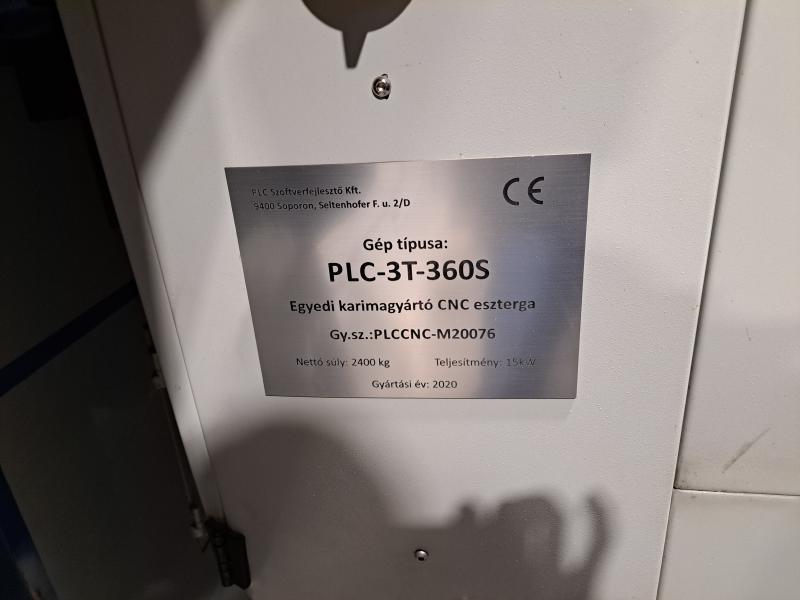 PLC Szoftverfejlesztő Kft.
9400 Soporon, Seltenhofer F. u. 2/D
CE
Gép típusa:
PLC-3T-360S
Egyedi karimagyártó CNC eszterga
Gy.sz.:PLCCNC-M20076
Nettó súly: 2400 kg Teljesítmény: 15kW
Gyártási év: 2020